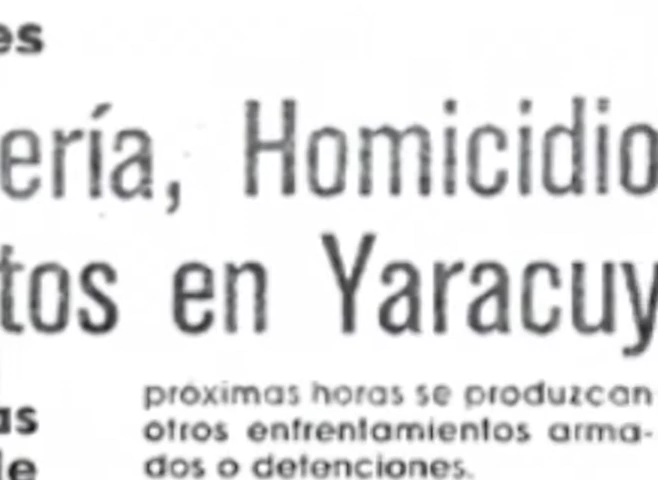 es
ería, Homicidio
tos en Yaracuy
as
le
próximas horas se produzcan
otros enfrentamientos arma-
dos o detenciones.